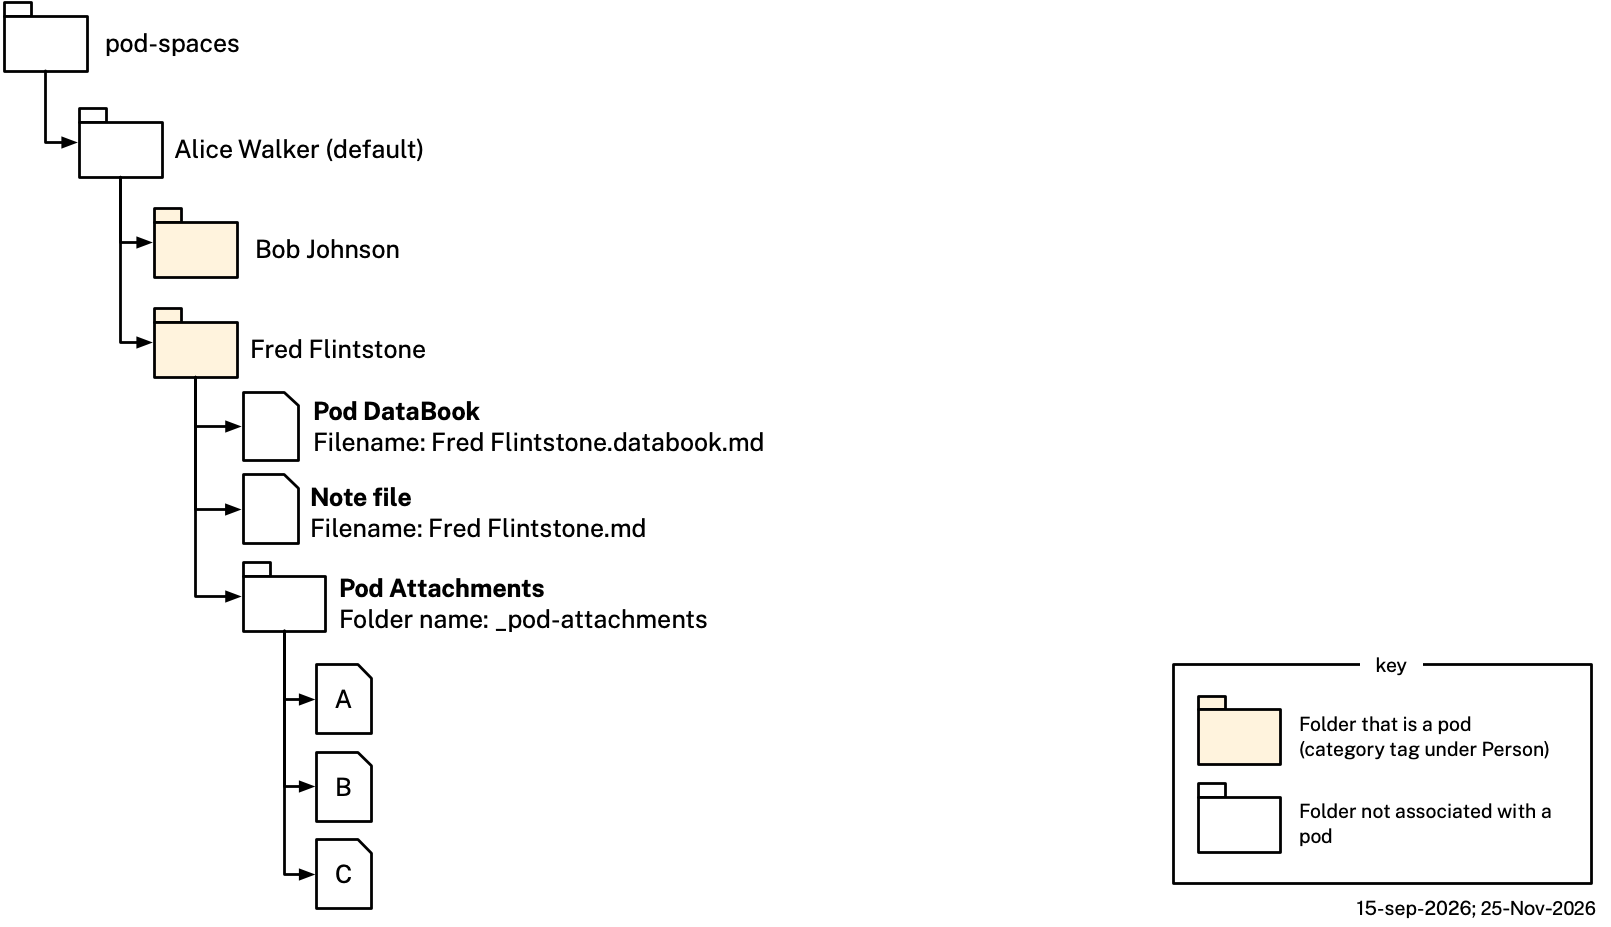 pod-spaces
Alice Walker (default)
Bob Johnson
Fred Flintstone
Pod DataBook
Filename: Fred Flintstone.databook.md
Note file
Filename: Fred Flintstone.md
Pod Attachments
Folder name: _pod-attachments
A
B
C
key
Folder that is a pod
(category tag under Person)
Folder not associated with a
pod
15-sep-2026; 25-Nov-2026